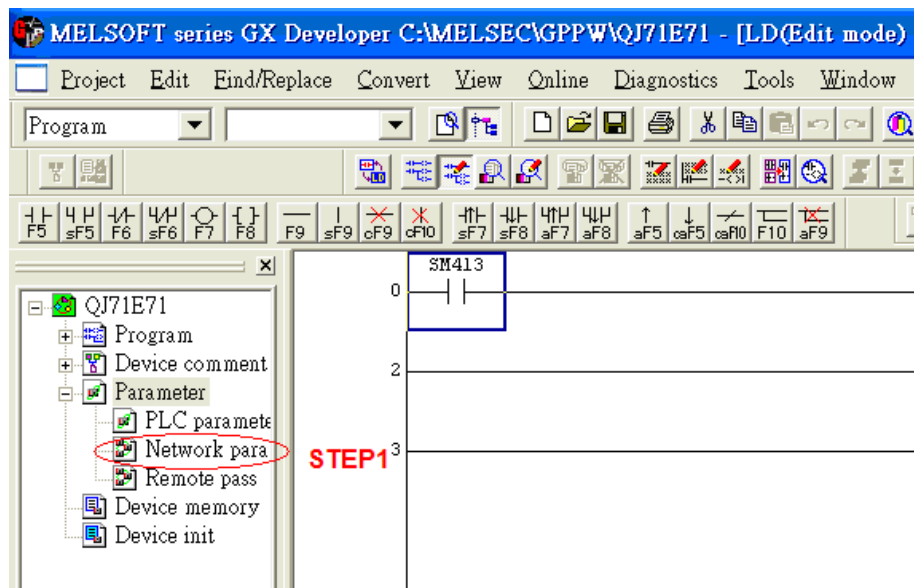 MELSOFT series GX Developer C:\MELSEC\GPPW\QJ71E71 - [LD(Edit mode)
Project Edit Find/Replace Convert View Online Diagnostics Tools Window
Program
F5 sF5 F6 sF6 F7 F8 F9 sF9 cF9 cF10 sF7 sF8 aF7 aF8 aF5 caF5 caF10 F10 aF9
SM413
0
QJ71E71
Program
Device comment
2
Parameter
PLC paramete
Network para
STEP1 3
Remote pass
Device memory
Device init